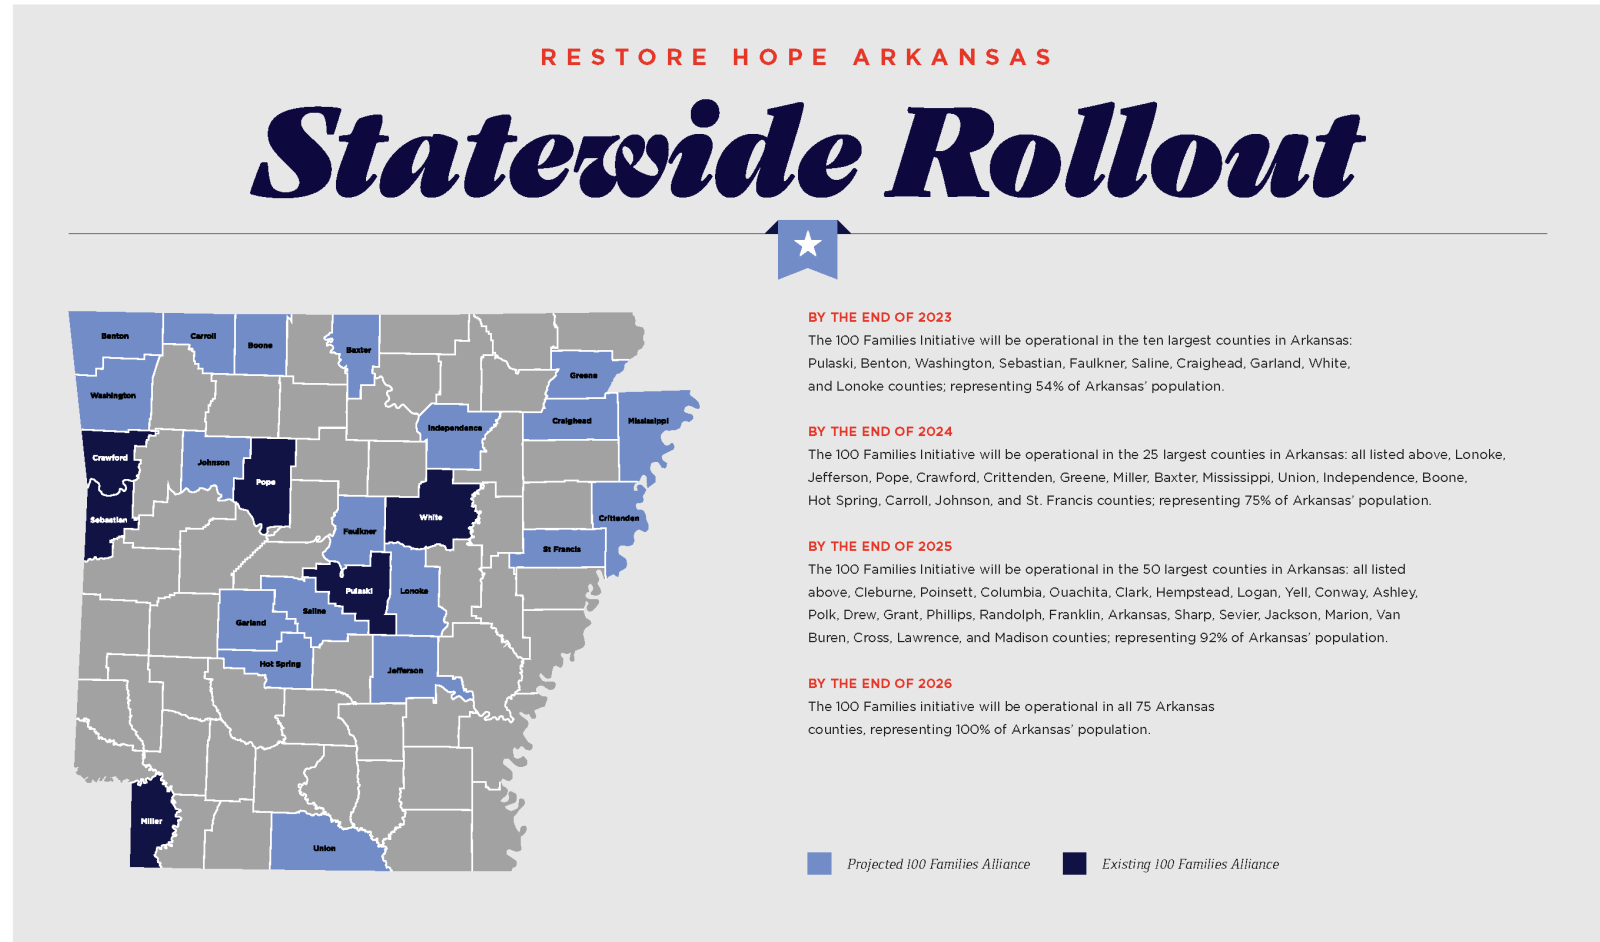 RESTORE HOPE ARKANSAS
Statewide Rollout
Benton
Carroll
Boone
Baxter
Greene
Washington
Independence
Craighead
Mississippi
Crawford
Johnson
Pope
Sebastian
Faulkner
White
Crittenden
St Francis
Pulaski
Lonoke
Saline
Garland
Hot Spring
Jefferson
Miller
Union
BY THE END OF 2023
The 100 Families Initiative will be operational in the ten largest counties in Arkansas:
Pulaski, Benton, Washington, Sebastian, Faulkner, Saline, Craighead, Garland, White,
and Lonoke counties; representing 54% of Arkansas’ population.
BY THE END OF 2024
The 100 Families Initiative will be operational in the 25 largest counties in Arkansas: all listed above, Lonoke,
Jefferson, Pope, Crawford, Crittenden, Greene, Miller, Baxter, Mississippi, Union, Independence, Boone,
Hot Spring, Carroll, Johnson, and St. Francis counties; representing 75% of Arkansas’ population.
BY THE END OF 2025
The 100 Families Initiative will be operational in the 50 largest counties in Arkansas: all listed
above, Cleburne, Poinsett, Columbia, Ouachita, Clark, Hempstead, Logan, Yell, Conway, Ashley,
Polk, Drew, Grant, Phillips, Randolph, Franklin, Arkansas, Sharp, Sevier, Jackson, Marion, Van
Buren, Cross, Lawrence, and Madison counties; representing 92% of Arkansas’ population.
BY THE END OF 2026
The 100 Families initiative will be operational in all 75 Arkansas
counties, representing 100% of Arkansas’ population.
Projected 100 Families Alliance
Existing 100 Families Alliance